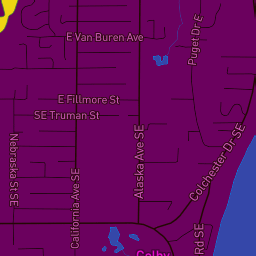 E Van Buren Ave
Puget Dr E
E Fillmore St
SE Truman St
Nebraska St SE
California Ave SE
Alaska Ave SE
Colchester Dr SE
Rd SE
Colby